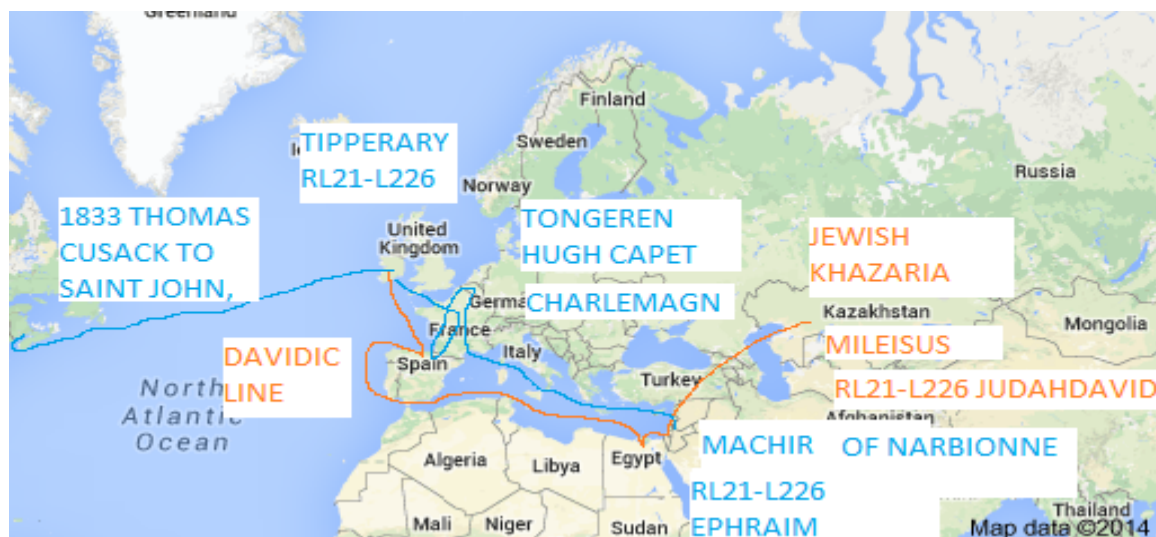 Greenland
Finland
TIPPERARY
RL21-L226
Sweden
Norway
Russia
1833 THOMAS
CUSACK TO
SAINT JOHN,
United
Kingdom
TONGEREN
HUGH CAPET
JEWISH
KHAZARIA
CHARLEMAGN
Germa
France
Kazakhstan
Mongolia
MILEISUS
DAVIDIC
LINE
Spain
Italy
Turkey
RL21-L226 JUDAHDAVID
Afghanistan
North
Atlantic
Ocean
MACHIR OF NARBIONNE
Algeria
Libya
Egypt
RL21-L226
EPHRAIM
Mali
Niger
Sudan
Thailand
Map data ©2014